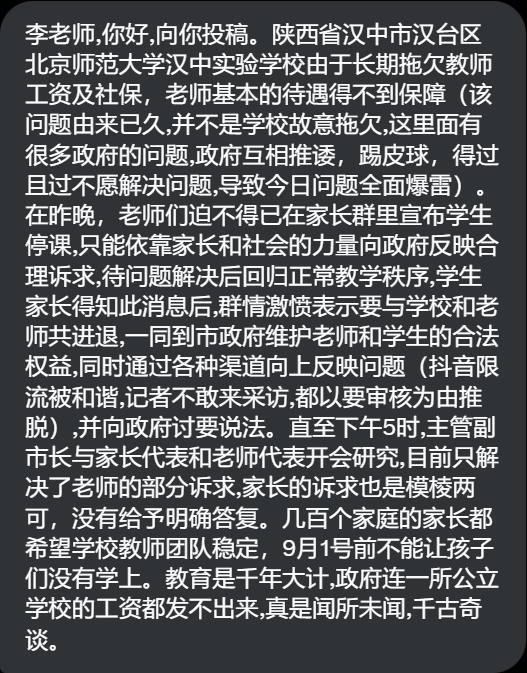 李老师,你好,向你投稿。陕西省汉中市汉台区
北京师范大学汉中实验学校由于长期拖欠教师
工资及社保，老师基本的待遇得不到保障（该
问题由来已久,并不是学校故意拖欠,这里面有
很多政府的问题,政府互相推诿，踢皮球，得过
且过不愿解决问题,导致今日问题全面爆雷）。
在昨晚，老师们迫不得已在家长群里宣布学生
停课,只能依靠家长和社会的力量向政府反映合
理诉求,待问题解决后回归正常教学秩序,学生
家长得知此消息后,群情激愤表示要与学校和老
师共进退,一同到市政府维护老师和学生的合法
权益,同时通过各种渠道向上反映问题（抖音限
流被和谐,记者不敢来采访,都以要审核为由推
脱）,并向政府讨要说法。直至下午5时,主管副
市长与家长代表和老师代表开会研究,目前只解
决了老师的部分诉求,家长的诉求也是模棱两
可，没有给予明确答复。几百个家庭的家长都
希望学校教师团队稳定，9月1号前不能让孩子
们没有学上。教育是千年大计,政府连一所公立
学校的工资都发不出来,真是闻所未闻,千古奇
谈。